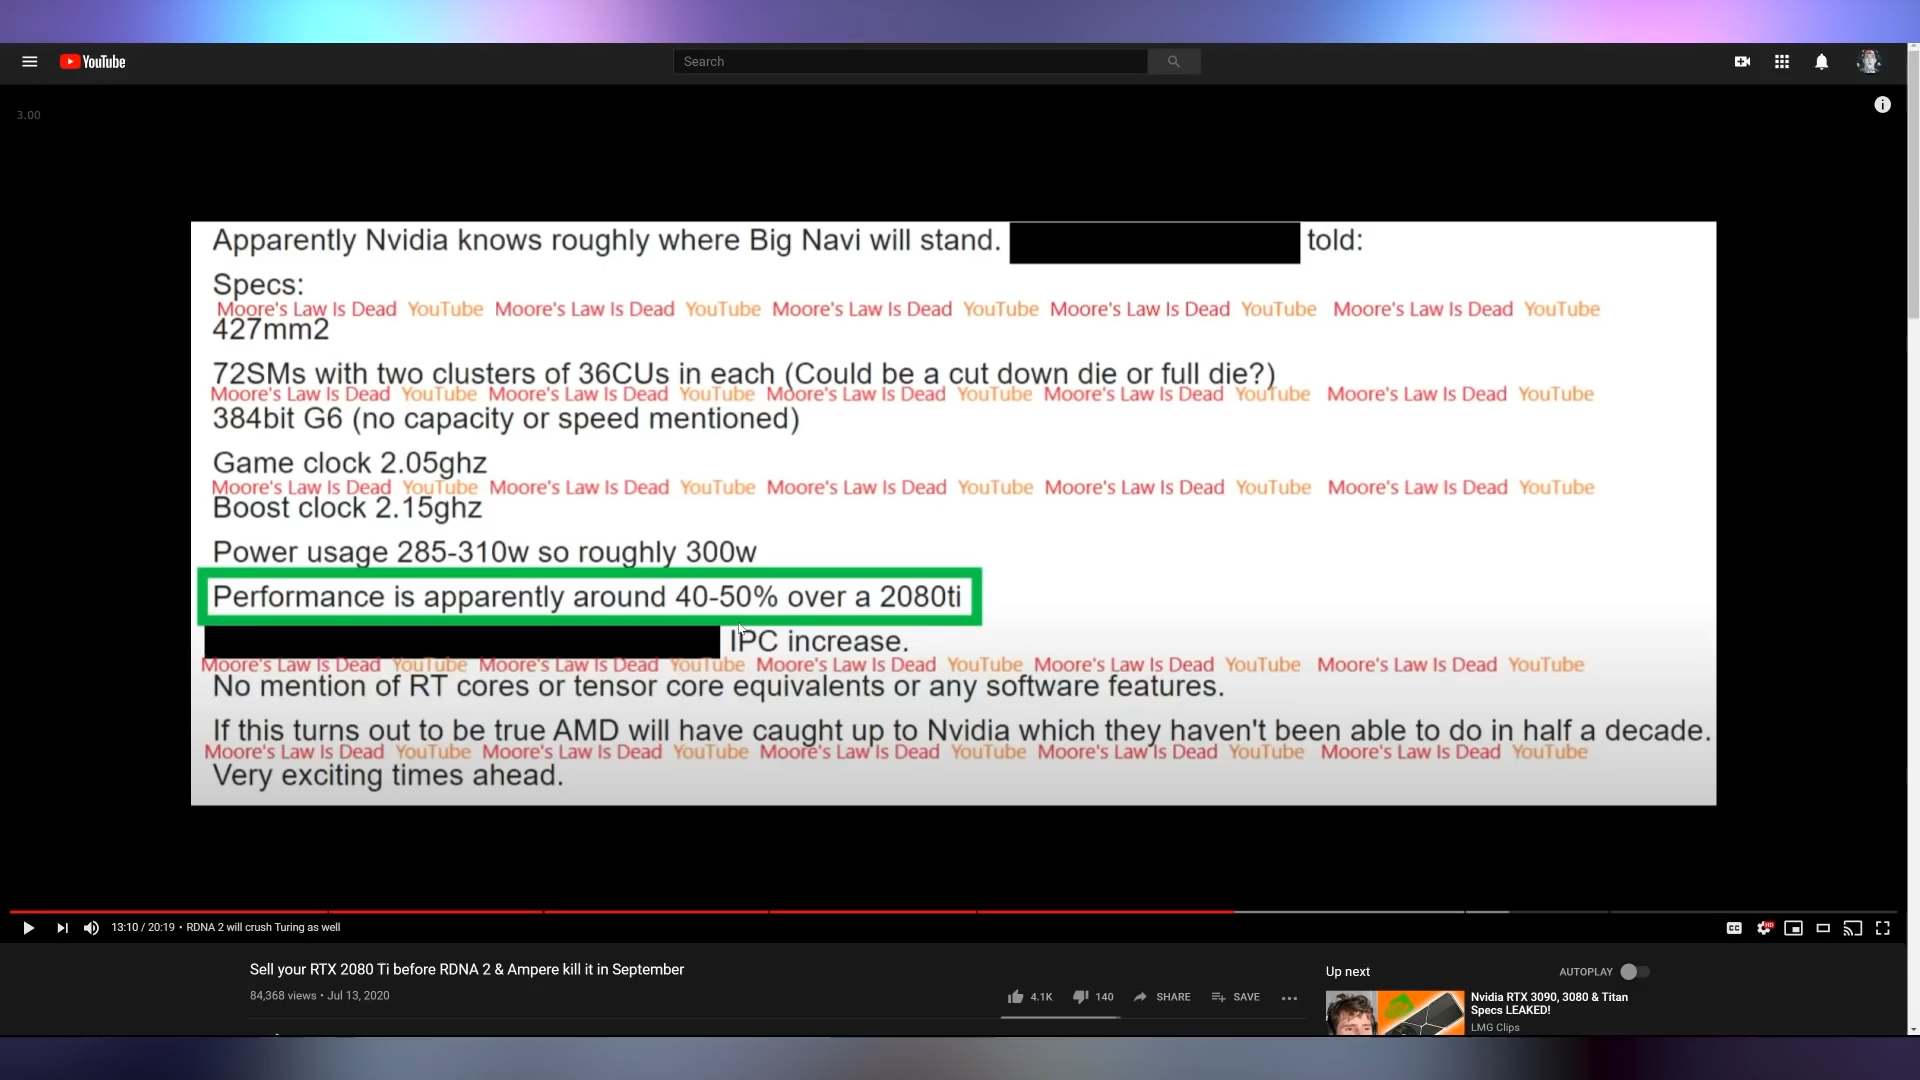 YouTube
Search
3.00
Apparently Nvidia knows roughly where Big Navi will stand. told:
Specs:
Moore's Law Is Dead YouTube Moore's Law Is Dead YouTube Moore's Law Is Dead YouTube Moore's Law Is Dead YouTube Moore's Law Is Dead YouTube
427mm2
72SMs with two clusters of 36CUs in each (Could be a cut down die or full die?)
Moore's Law Is Dead YouTube Moore's Law Is Dead YouTube Moore's Law Is Dead YouTube Moore's Law Is Dead YouTube Moore's Law Is Dead YouTube
384bit G6 (no capacity or speed mentioned)
Game clock 2.05ghz
Moore's Law Is Dead YouTube Moore's Law Is Dead YouTube Moore's Law Is Dead YouTube Moore's Law Is Dead YouTube Moore's Law Is Dead YouTube
Boost clock 2.15ghz
Power usage 285-310w so roughly 300w
Performance is apparently around 40-50% over a 2080ti
IPC increase.
Moore's Law Is Dead YouTube Moore's Law Is Dead YouTube Moore's Law Is Dead YouTube Moore's Law Is Dead YouTube Moore's Law Is Dead YouTube
No mention of RT cores or tensor core equivalents or any software features.
If this turns out to be true AMD will have caught up to Nvidia which they haven't been able to do in half a decade.
Moore's Law Is Dead YouTube Moore's Law Is Dead YouTube Moore's Law Is Dead YouTube Moore's Law Is Dead YouTube Moore's Law Is Dead YouTube
Very exciting times ahead.
13:10 / 20:19 • RDNA 2 will crush Turing as well
CC
HD
Sell your RTX 2080 Ti before RDNA 2 & Ampere kill it in September
84,368 views • Jul 13, 2020
4.1K 140 SHARE SAVE
Up next
AUTOPLAY
Nvidia RTX 3090, 3080 & Titan
Specs LEAKED!
LMG Clips